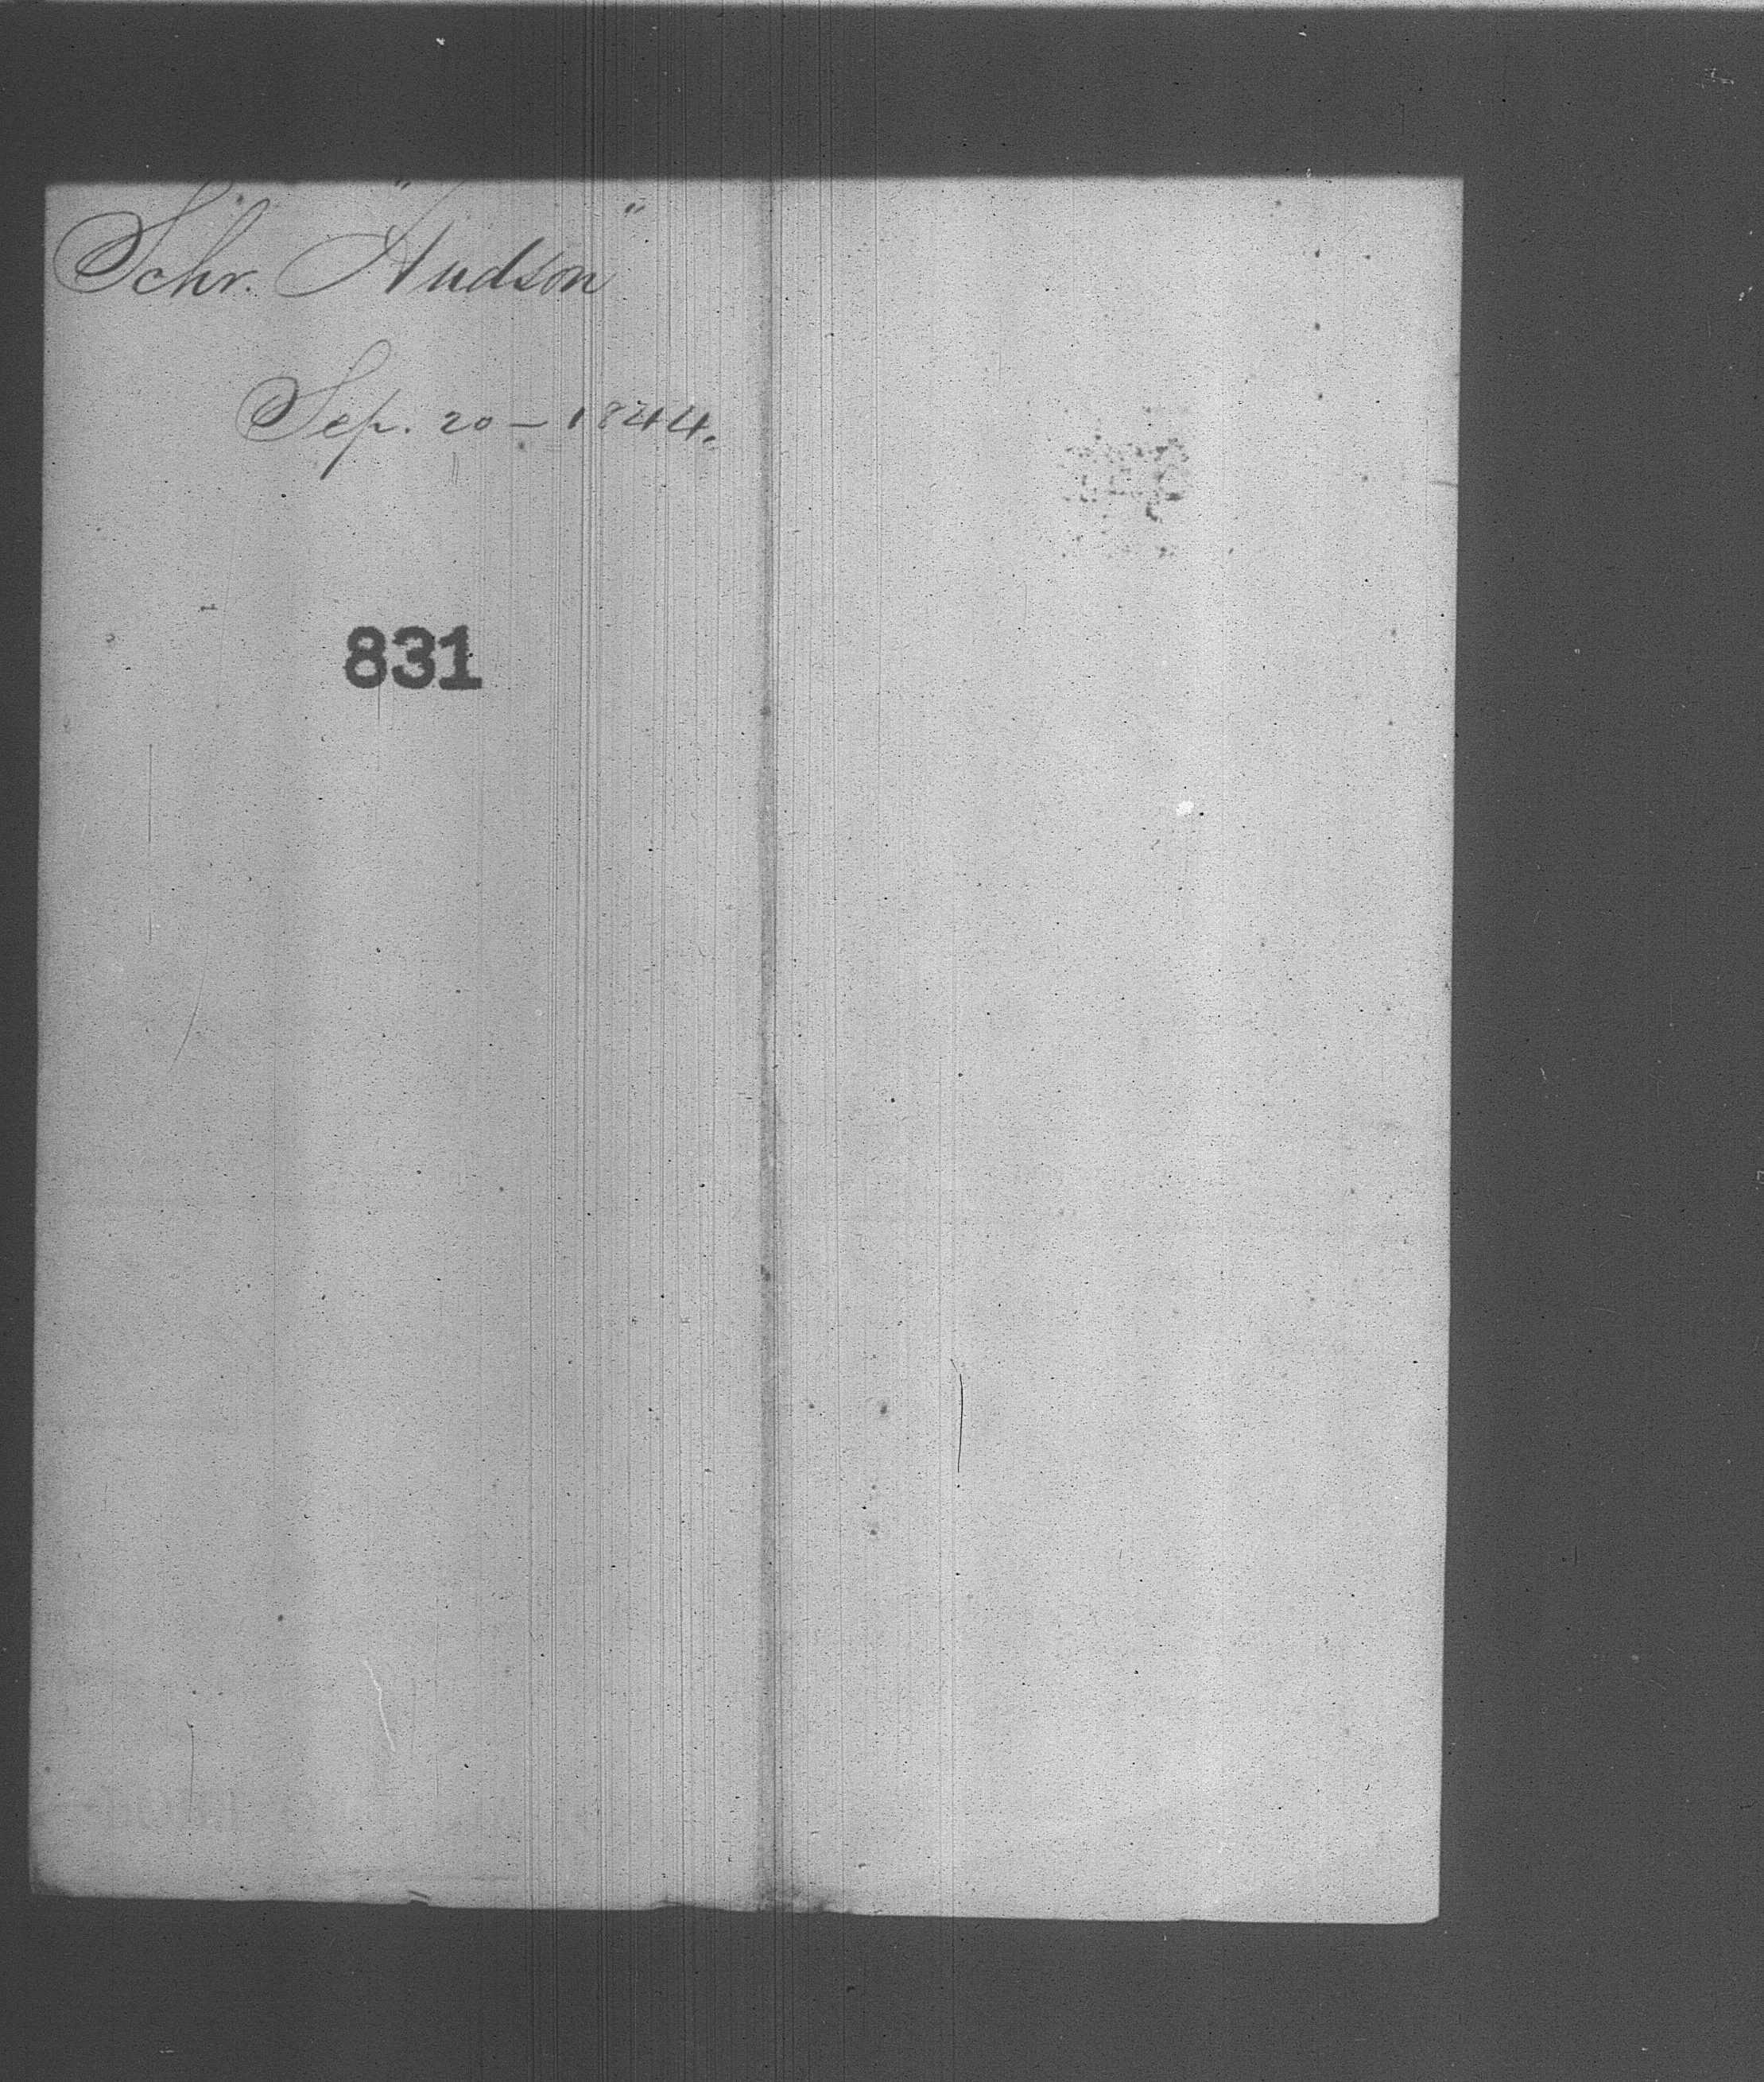 Schr. "Hudson"
Sep. 20 – 1844.
831